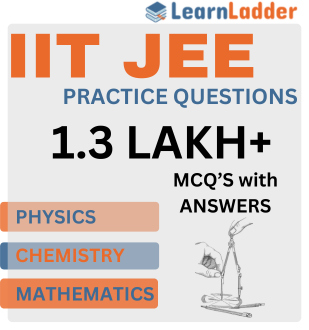 LearnLadder
IIT JEE
PRACTICE QUESTIONS
1.3 LAKH+
MCQ’S with
ANSWERS
PHYSICS
CHEMISTRY
MATHEMATICS